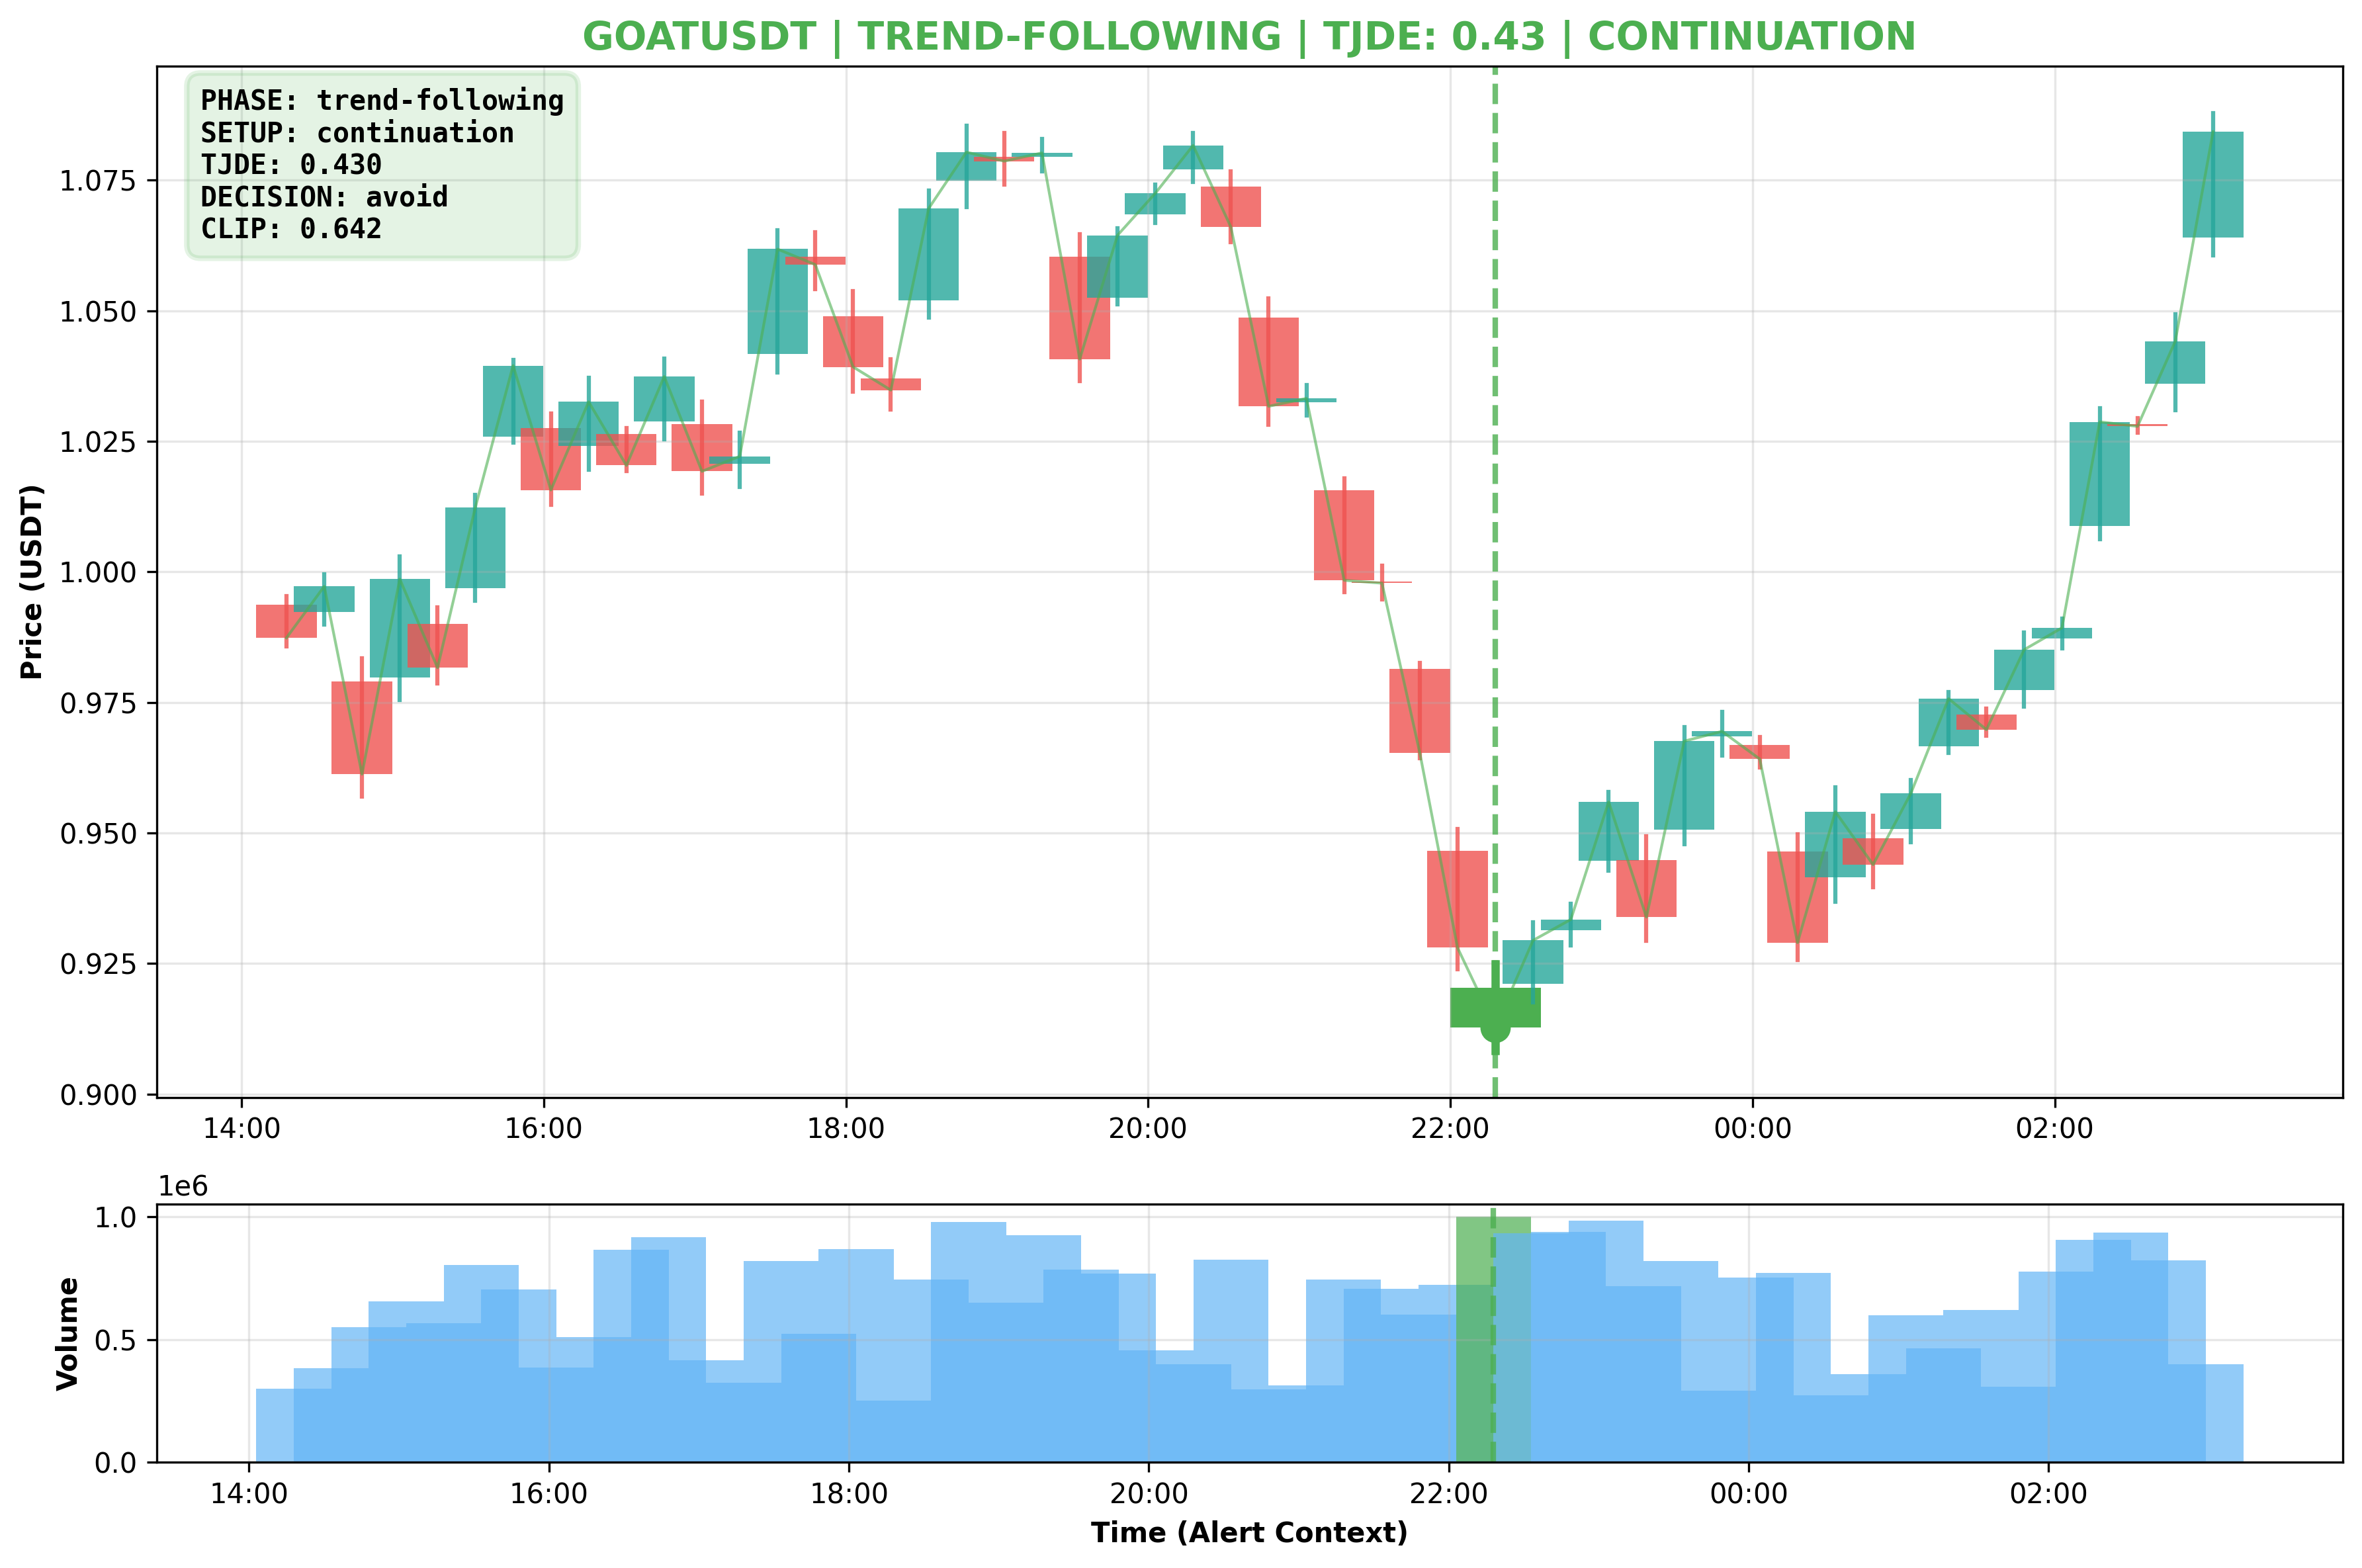 GOATUSDT | TREND-FOLLOWING | TJDE: 0.43 | CONTINUATION
PHASE: trend-following
SETUP: continuation
TJDE: 0.430
DECISION: avoid
CLIP: 0.642
Price (USDT)
1.075
1.050
1.025
1.000
0.975
0.950
0.925
0.900
14:00 16:00 18:00 20:00 22:00 00:00 02:00
1e6
Volume
1.0
0.5
0.0
14:00 16:00 18:00 20:00 22:00 00:00 02:00
Time (Alert Context)